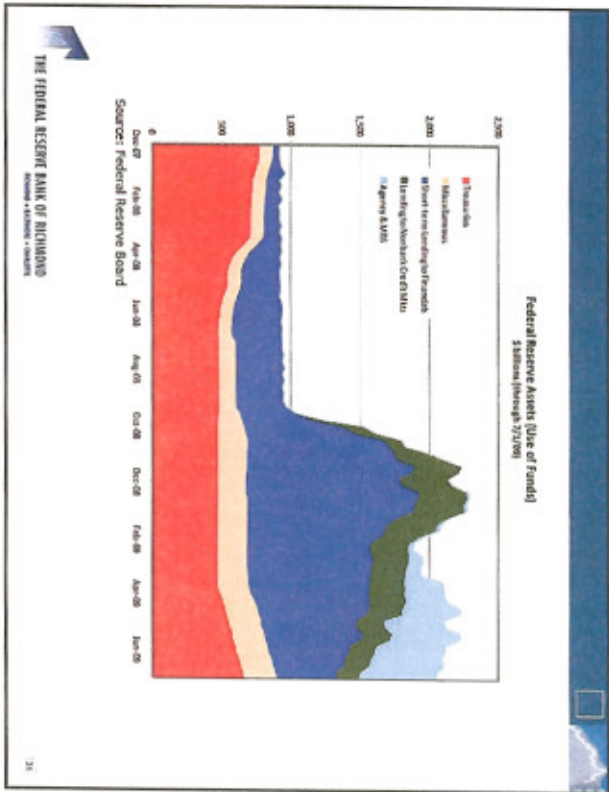 Federal Reserve Assets (Use of Funds)
$ billions (through 7/1/09)
2,500
2,000
1,500
1,000
500
0
Treasuries
Miscellaneous
Short-term Lending to Financials
Lending to Nonbank Credit Mkts
Agency & MBS
Dec-07 Feb-08 Apr-08 Jun-08 Aug-08 Oct-08 Dec-08 Feb-09 Apr-09 Jun-09
Source: Federal Reserve Board
THE FEDERAL RESERVE BANK OF RICHMOND
RICHMOND • BALTIMORE • CHARLOTTE